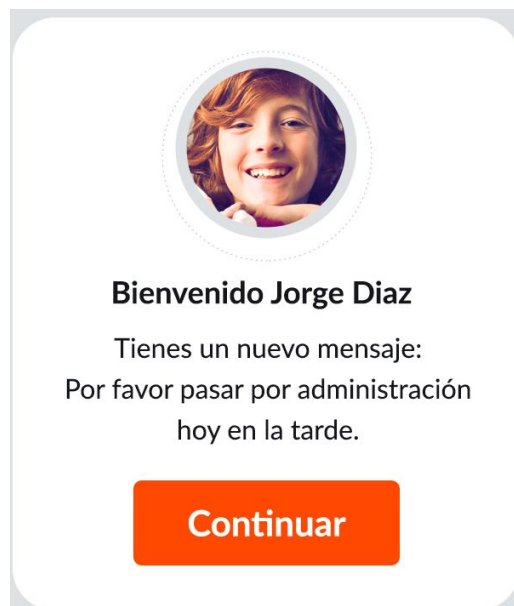 Bienvenido Jorge Diaz
Tienes un nuevo mensaje:
Por favor pasar por administración
hoy en la tarde.
Continuar